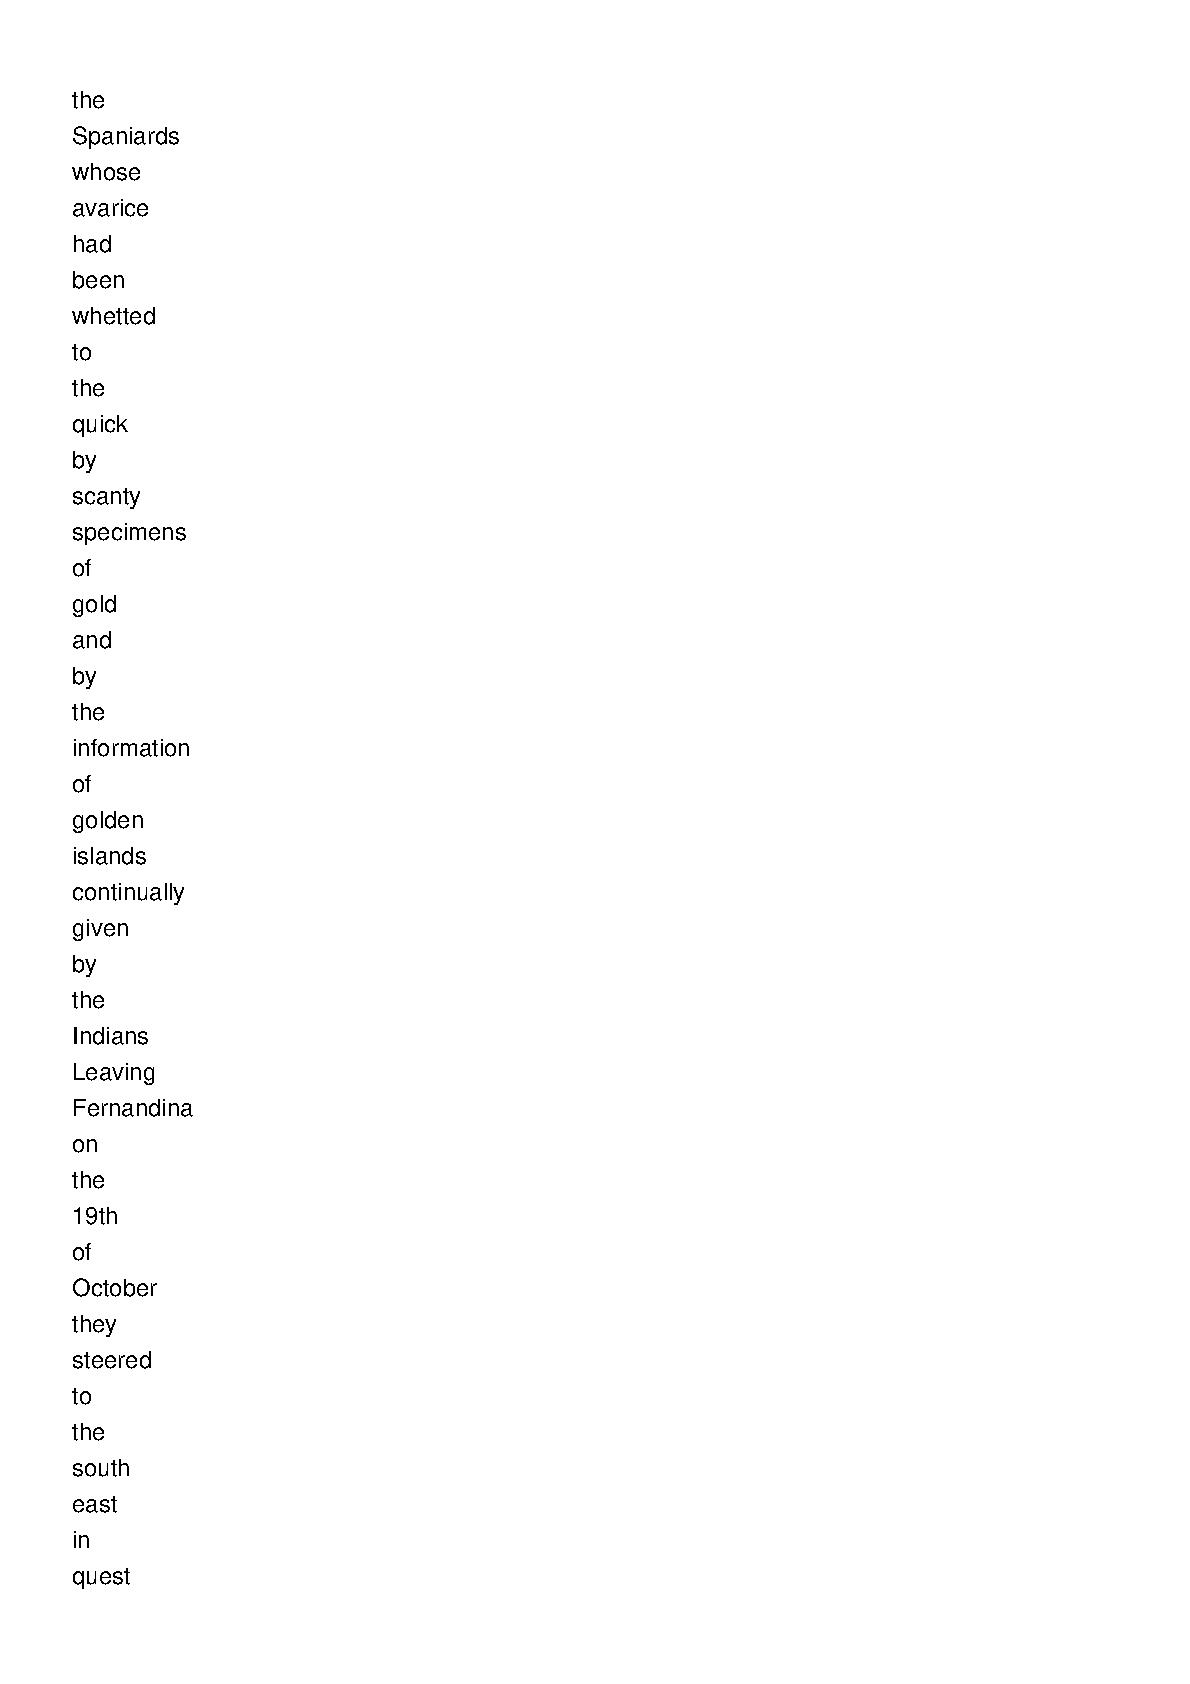 the
Spaniards
whose
avarice
had
been
whetted
to
the
quick
by
scanty
specimens
of
gold
and
by
the
information
of
golden
islands
continually
given
by
the
Indians
Leaving
Fernandina
on
the
19th
of
October
they
steered
to
the
south
east
in
quest